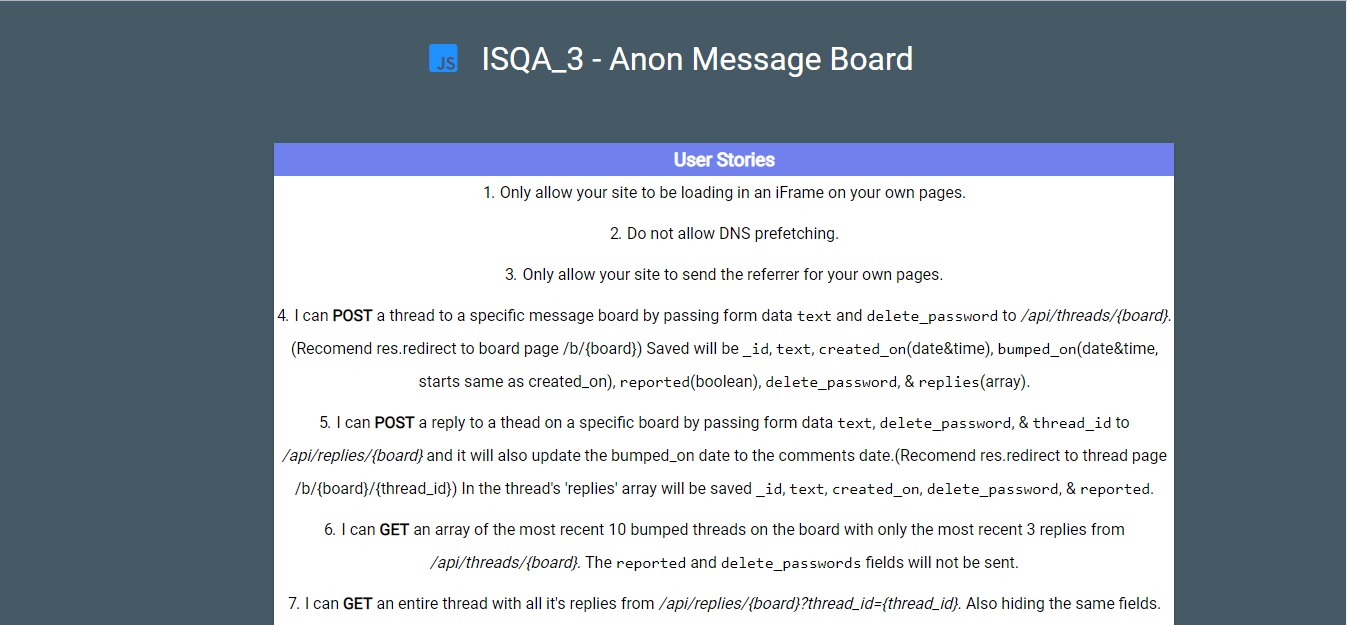 JS ISQA_3 - Anon Message Board
User Stories
1. Only allow your site to be loading in an iFrame on your own pages.
2. Do not allow DNS prefetching.
3. Only allow your site to send the referrer for your own pages.
4. I can POST a thread to a specific message board by passing form data text and delete_password to /api/threads/{board}.
(Recomend res.redirect to board page /b/{board}) Saved will be _id, text, created_on(date&time), bumped_on(date&time,
starts same as created_on), reported(boolean), delete_password, & replies(array).
5. I can POST a reply to a thead on a specific board by passing form data text, delete_password, & thread_id to
/api/replies/{board} and it will also update the bumped_on date to the comments date.(Recomend res.redirect to thread page
/b/{board}/{thread_id}) In the thread's 'replies' array will be saved _id, text, created_on, delete_password, & reported.
6. I can GET an array of the most recent 10 bumped threads on the board with only the most recent 3 replies from
/api/threads/{board}. The reported and delete_passwords fields will not be sent.
7. I can GET an entire thread with all it's replies from /api/replies/{board}?thread_id={thread_id}. Also hiding the same fields.